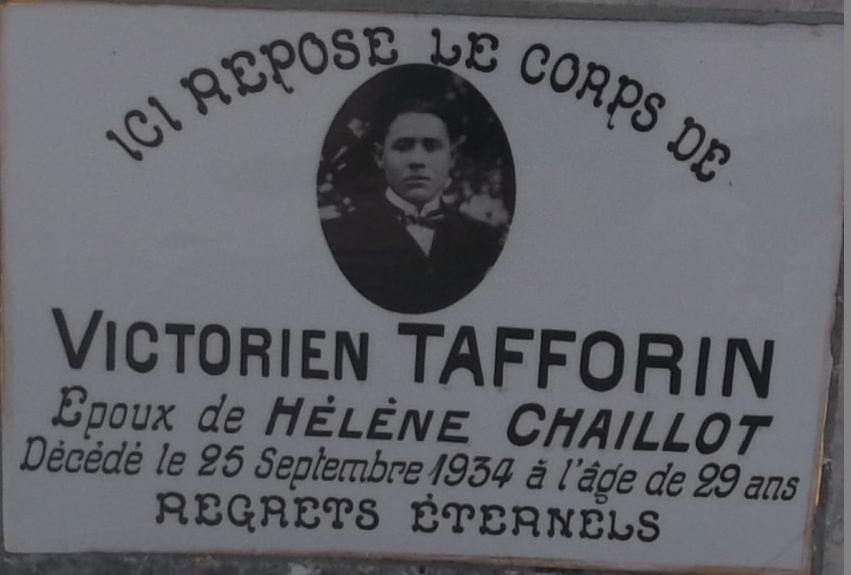 ICI REPOSE LE CORPS DE
VICTORIEN TAFFORIN
Epoux de HÉLÈNE CHAILLOT
Décédé le 25 Septembre 1934 à l'âge de 29 ans
REGRETS ÉTERNELS